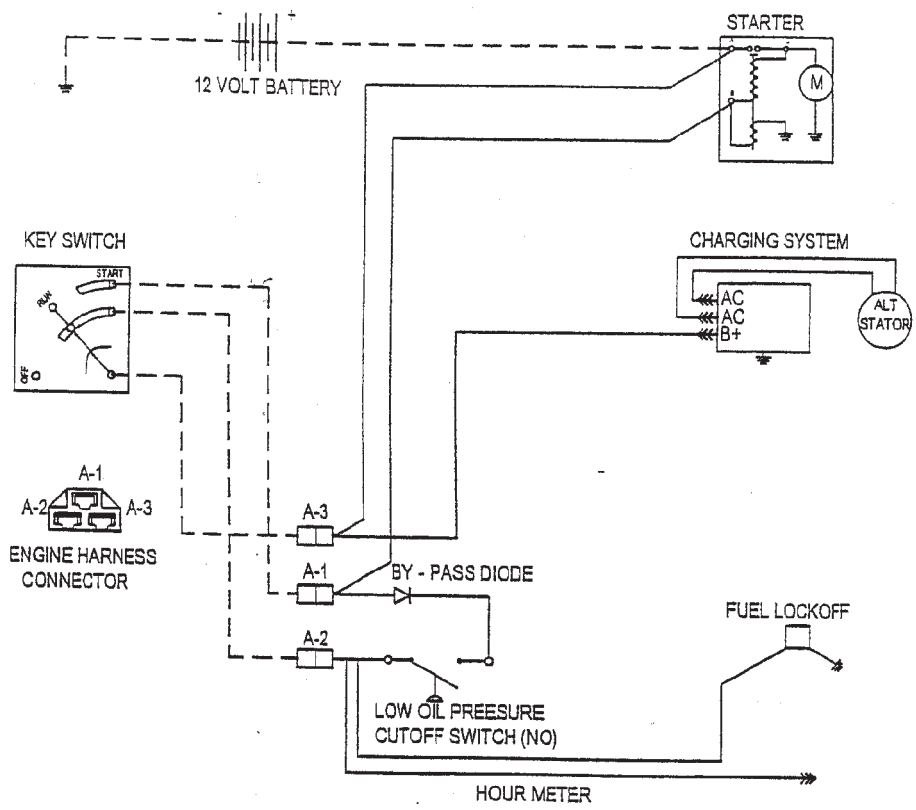 - +
STARTER
12 VOLT BATTERY
M
KEY SWITCH
START
RUN
OFF
CHARGING SYSTEM
AC
AC
B+
ALT
STATOR
A-1
A-2 A-3
ENGINE HARNESS
CONNECTOR
A-3
A-1
BY - PASS DIODE
A-2
FUEL LOCKOFF
LOW OIL PREESURE
CUTOFF SWITCH (NO)
HOUR METER